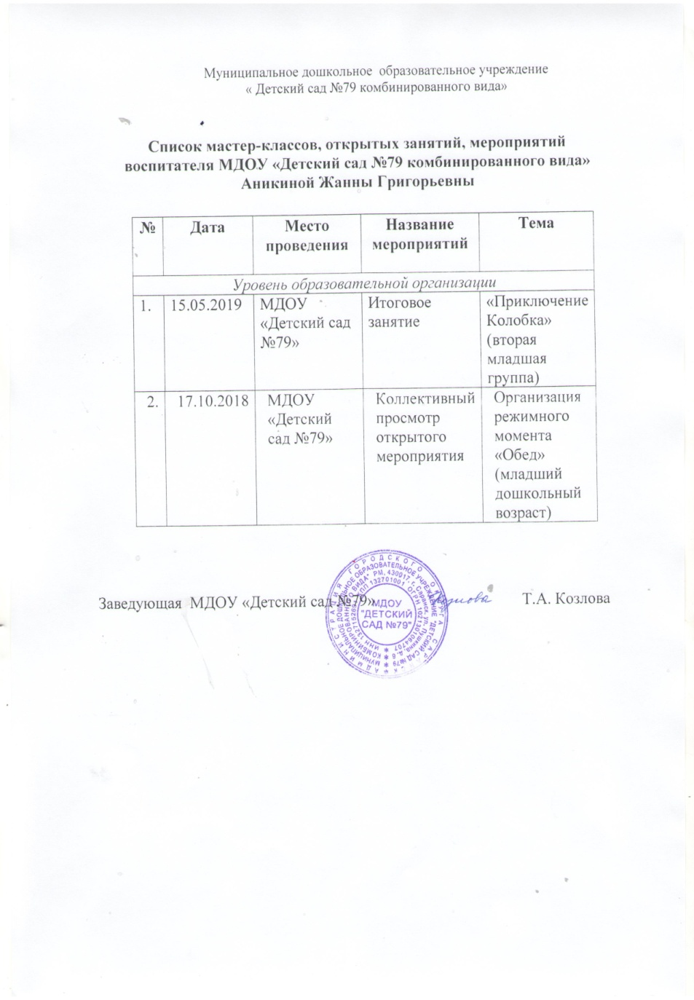 Муниципальное дошкольное образовательное учреждение
« Детский сад №79 комбинированного вида»
Список мастер-классов, открытых занятий, мероприятий
воспитателя МДОУ «Детский сад №79 комбинированного вида»
Аникиной Жанны Григорьевны
№ Дата Место проведения Название мероприятий Тема
Уровень образовательной организации
1. 15.05.2019 МДОУ «Детский сад №79» Итоговое занятие «Приключение Колобка» (вторая младшая группа)
2. 17.10.2018 МДОУ «Детский сад №79» Коллективный просмотр открытого мероприятия Организация режимного момента «Обед» (младший дошкольный возраст)
Заведующая МДОУ «Детский сад №79» Т.А. Козлова
МДОУ
"ДЕТСКИЙ
САД №79"